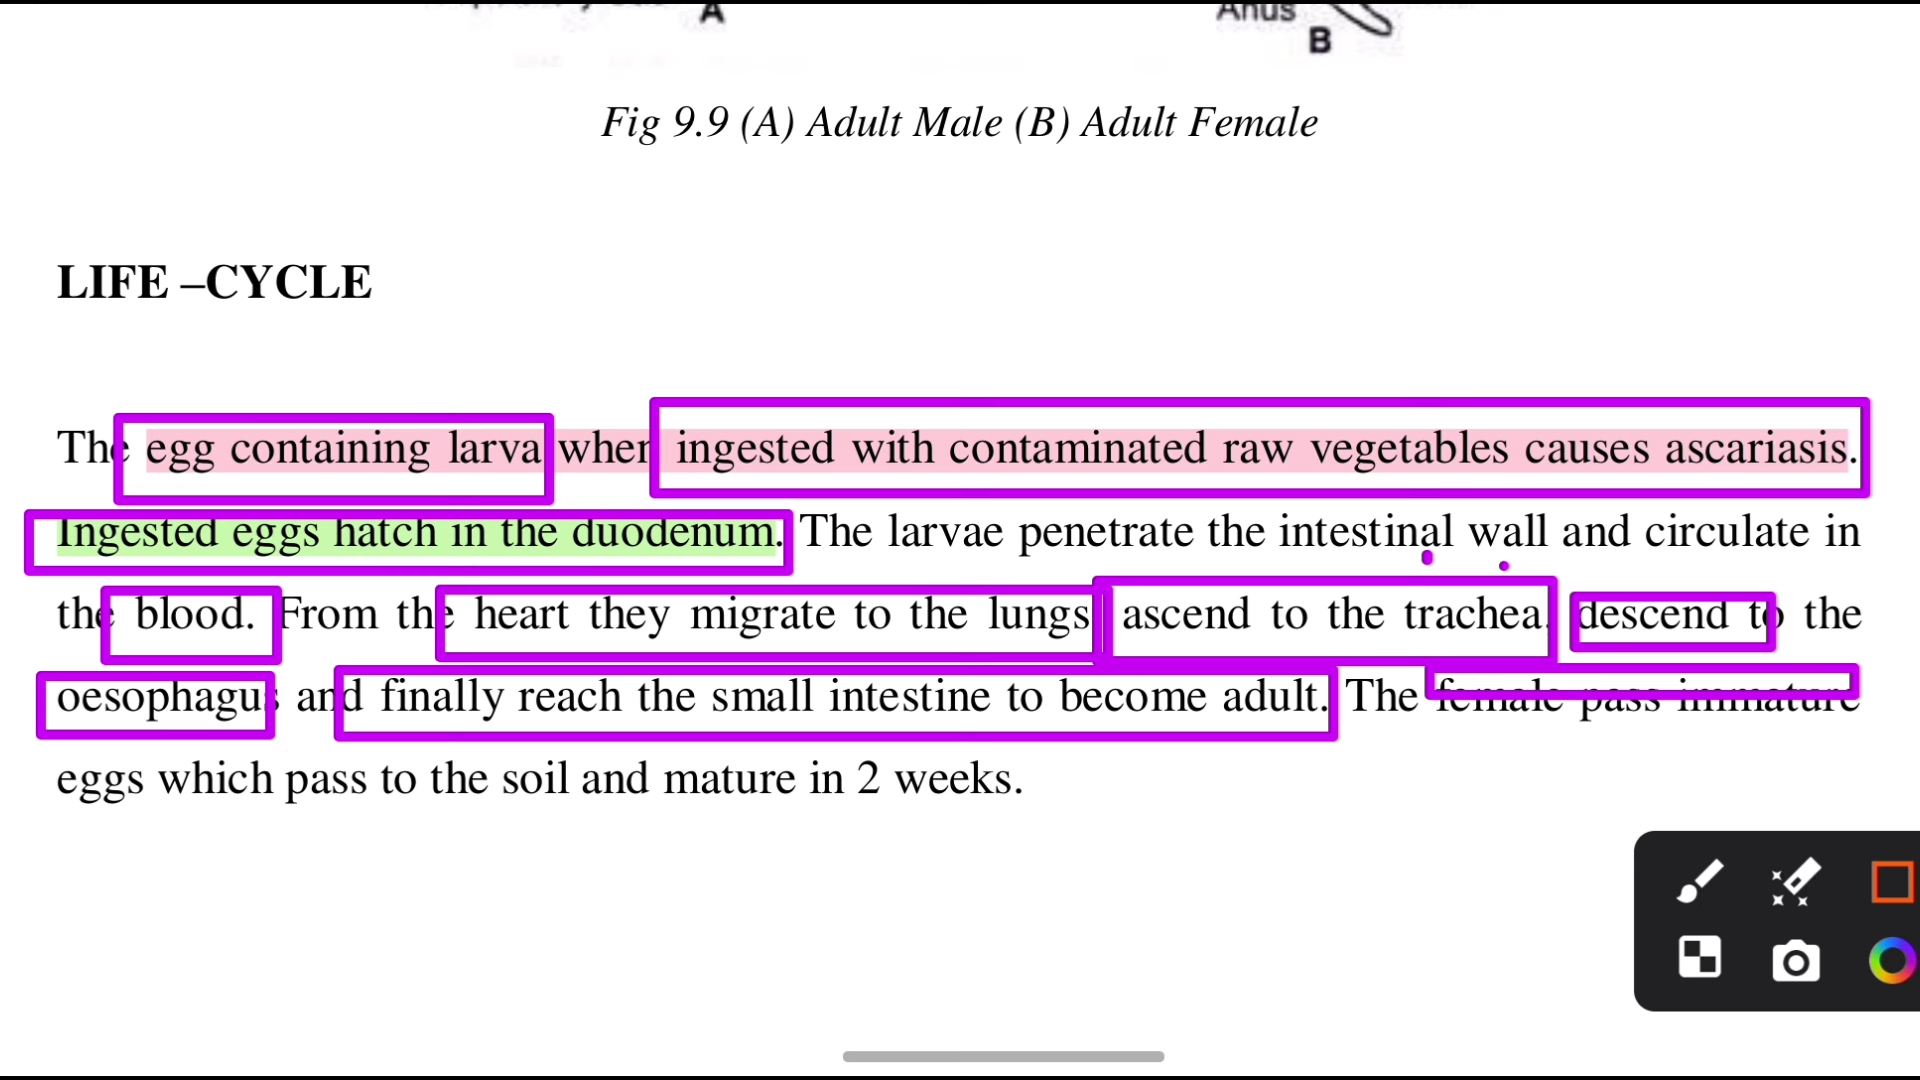 A
Anus
B
Fig 9.9 (A) Adult Male (B) Adult Female
LIFE –CYCLE
The egg containing larva when ingested with contaminated raw vegetables causes ascariasis.
Ingested eggs hatch in the duodenum. The larvae penetrate the intestinal wall and circulate in
the blood. From the heart they migrate to the lungs, ascend to the trachea, descend to the
oesophagus and finally reach the small intestine to become adult. The female pass immature
eggs which pass to the soil and mature in 2 weeks.